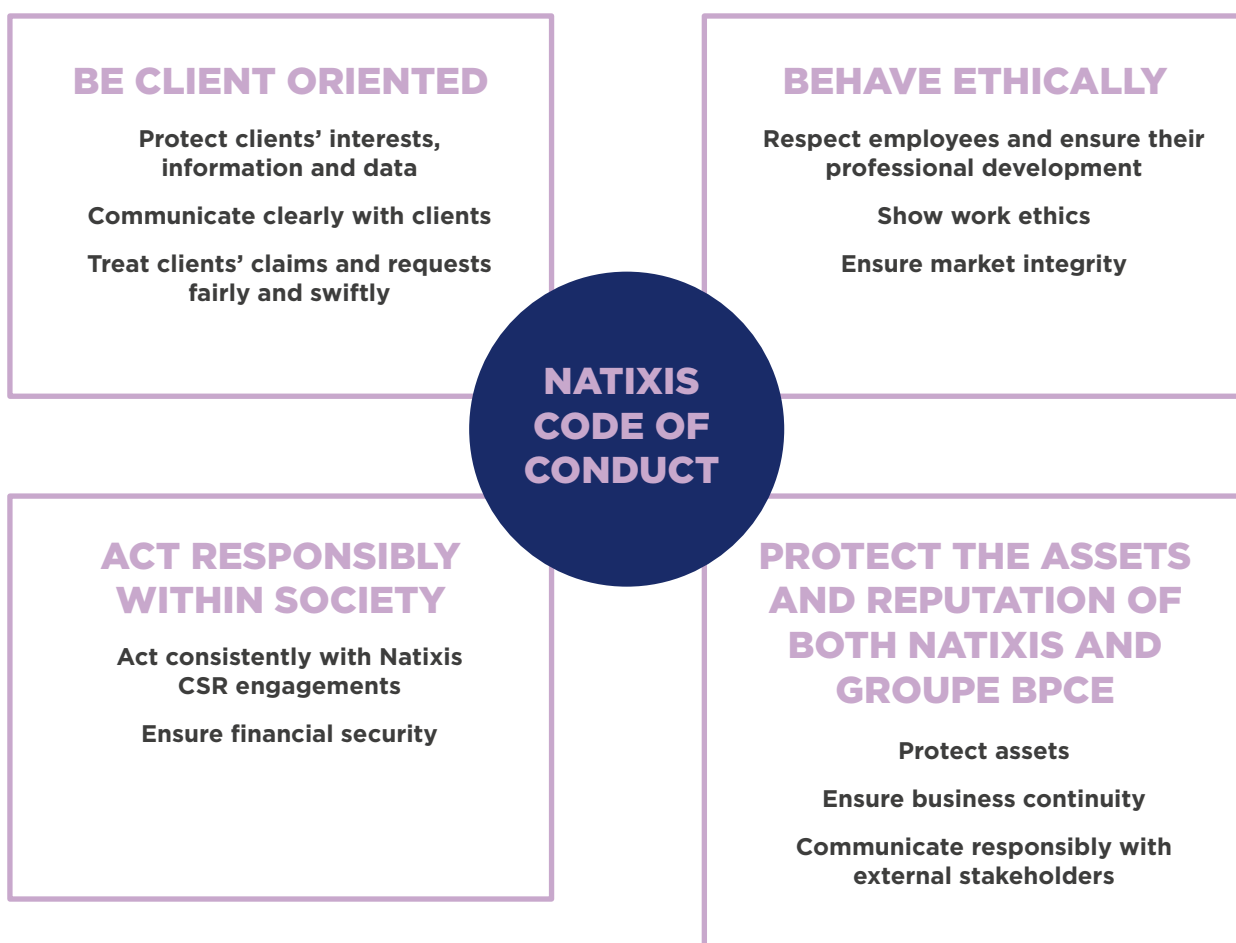 BE CLIENT ORIENTED
Protect clients’ interests,
information and data
Communicate clearly with clients
Treat clients’ claims and requests
fairly and swiftly
BEHAVE ETHICALLY
Respect employees and ensure their
professional development
Show work ethics
Ensure market integrity
NATIXIS
CODE OF
CONDUCT
ACT RESPONSIBLY
WITHIN SOCIETY
Act consistently with Natixis
CSR engagements
Ensure financial security
PROTECT THE ASSETS
AND REPUTATION OF
BOTH NATIXIS AND
GROUPE BPCE
Protect assets
Ensure business continuity
Communicate responsibly with
external stakeholders